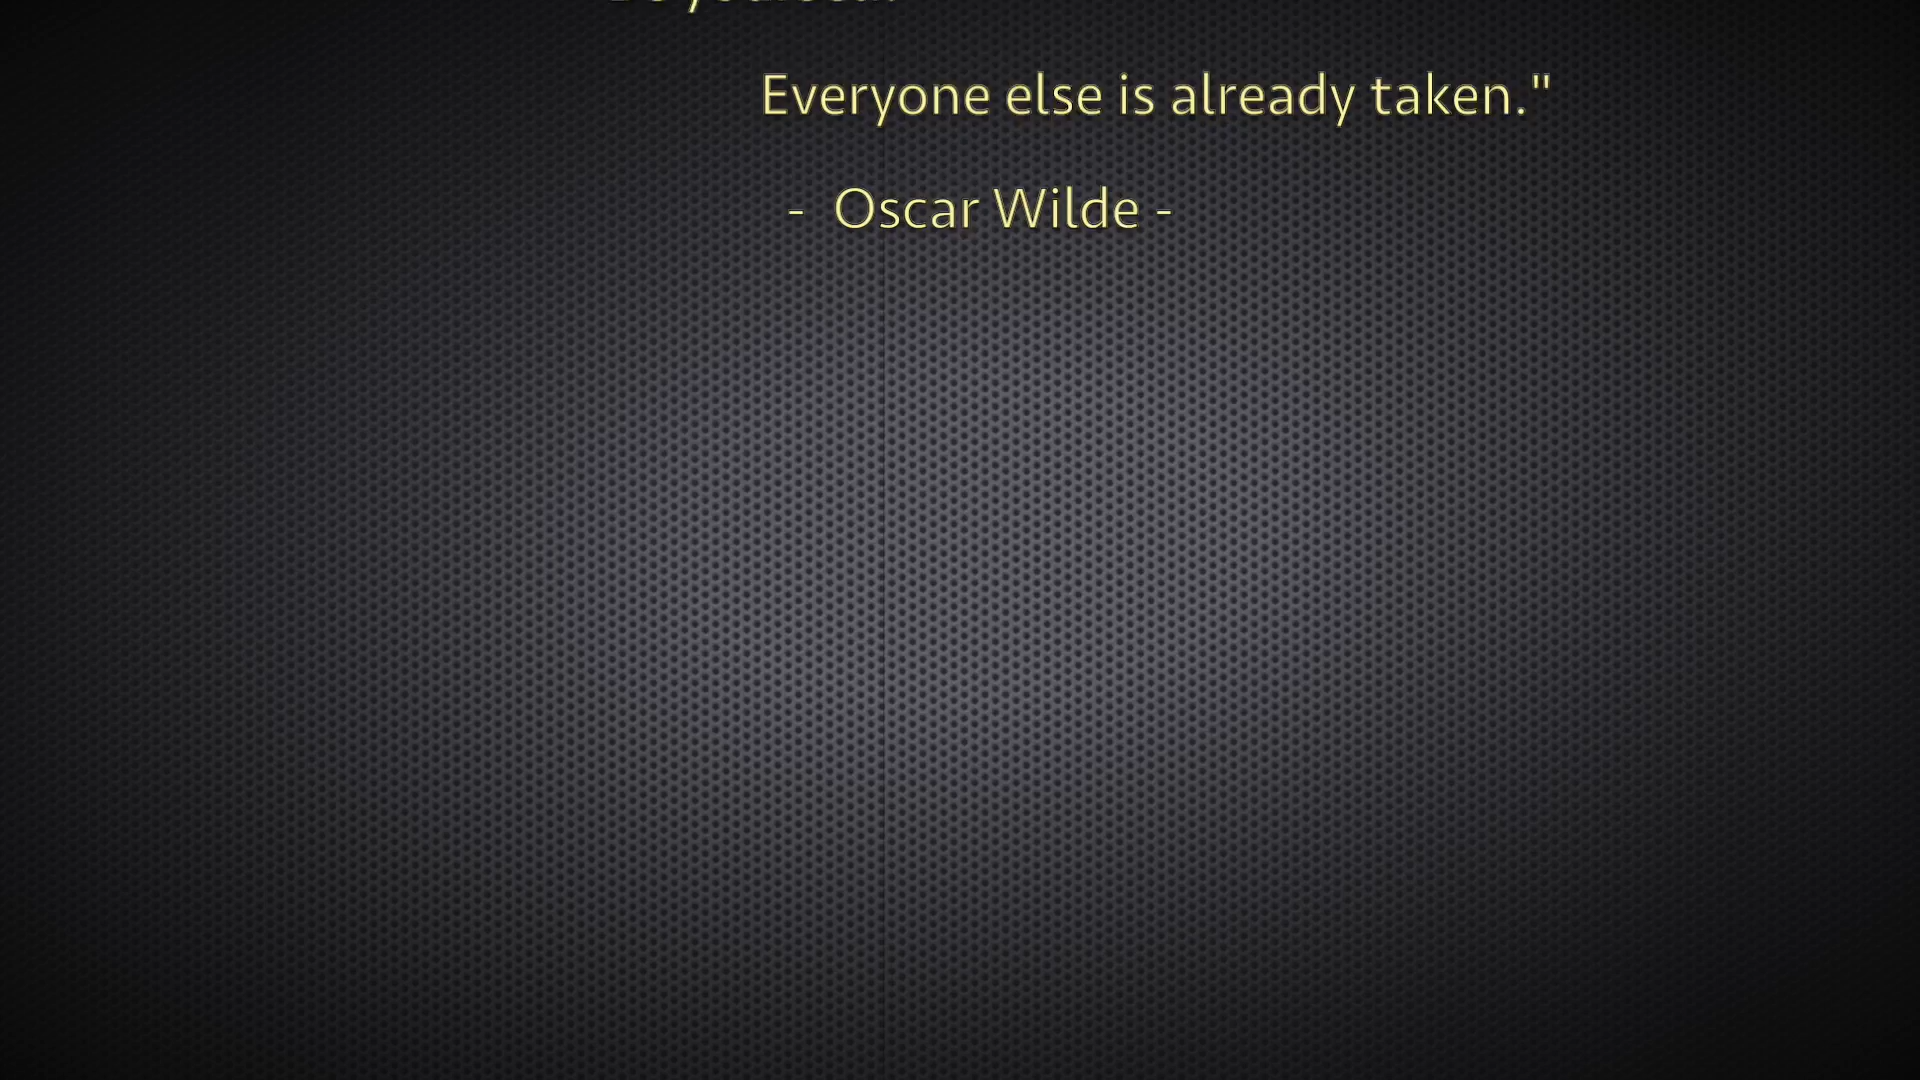 Everyone else is already taken."
- Oscar Wilde -